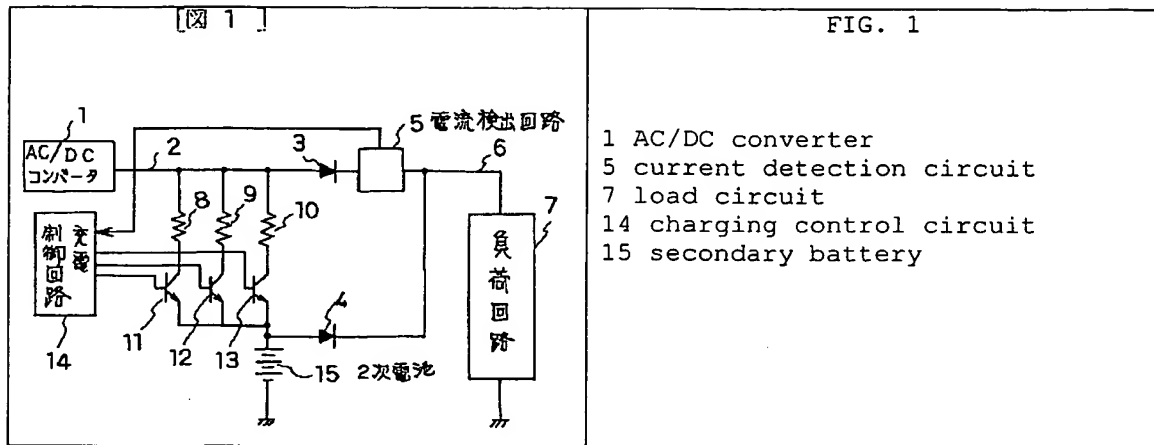 [図 1]
1
AC/DC
コンバータ
2
3
5 電流検出回路
6
7
8
9
10
充電
制御回路
14
11
12
13
4
15 2次電池
負荷回路
FIG. 1
1 AC/DC converter
5 current detection circuit
7 load circuit
14 charging control circuit
15 secondary battery